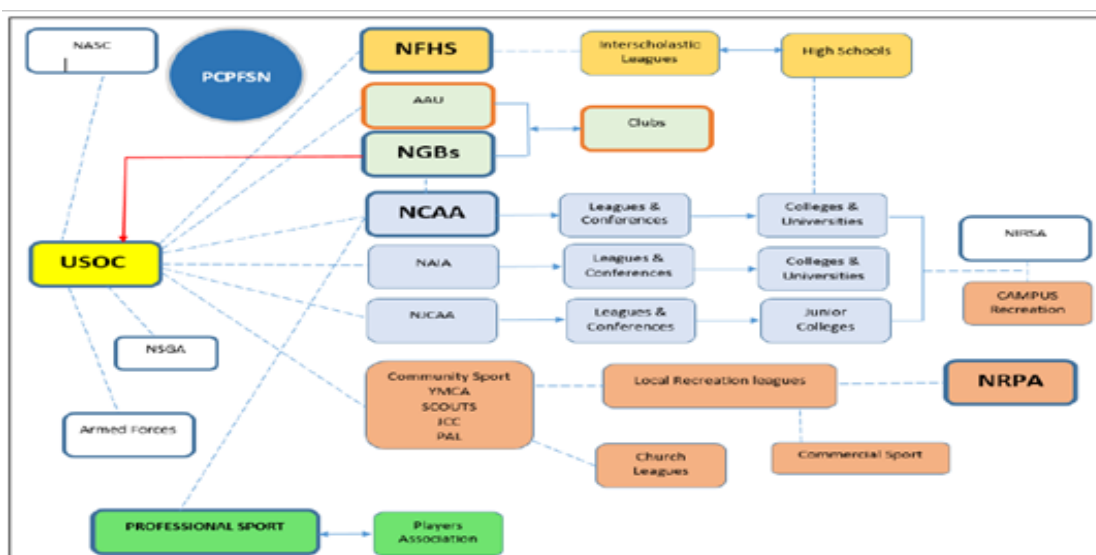 NASC
PCPFSN
NFHS
Interscholastic
Leagues
High Schools
AAU
Clubs
NGBs
NCAA
Leagues &
Conferences
Colleges &
Universities
USOC
NAIA
Leagues &
Conferences
Colleges &
Universities
NIRSA
NJCAA
Leagues &
Conferences
Junior
Colleges
CAMPUS
Recreation
NSGA
Community Sport
YMCA
SCOUTS
JCC
PAL
Local Recreation leagues
NRPA
Armed Forces
Church
Leagues
Commercial Sport
PROFESSIONAL SPORT
Players
Association